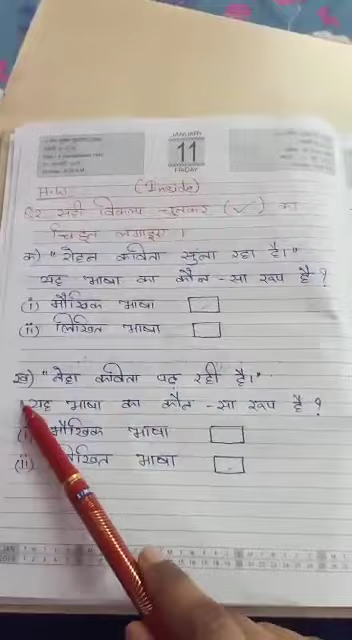 JANUARY
11
FRIDAY
H.W (Inside)
Q2 सही विकल्प चुनकर (✓) का
चिह्न लगाइए ।
क) "रोहन कविता सुना रहा है।"
यह भाषा का कौन - सा रूप है ?
(i) मौखिक भाषा
(ii) लिखित भाषा
ख) "नेहा कविता पढ़ रही है।"
यह भाषा का कौन - सा रूप है ?
(i) मौखिक भाषा
(ii) लिखित भाषा